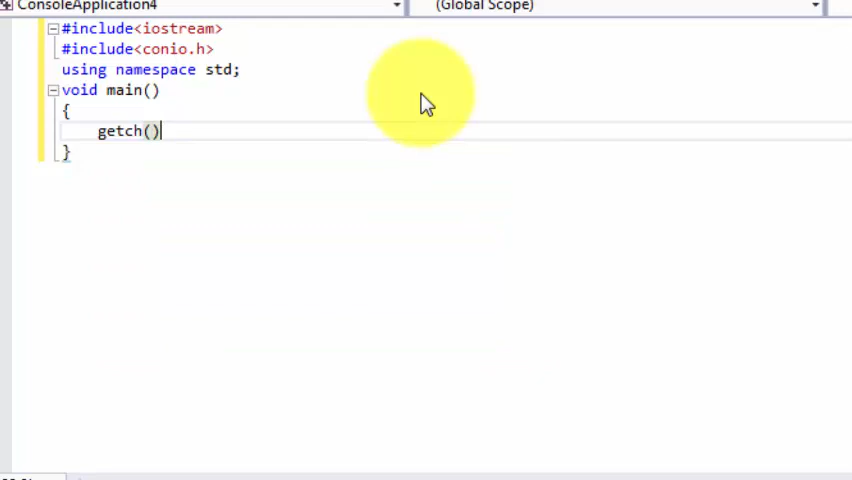 ConsoleApplication4 (Global Scope)
#include<iostream>
#include<conio.h>
using namespace std;
void main()
{
getch()
}